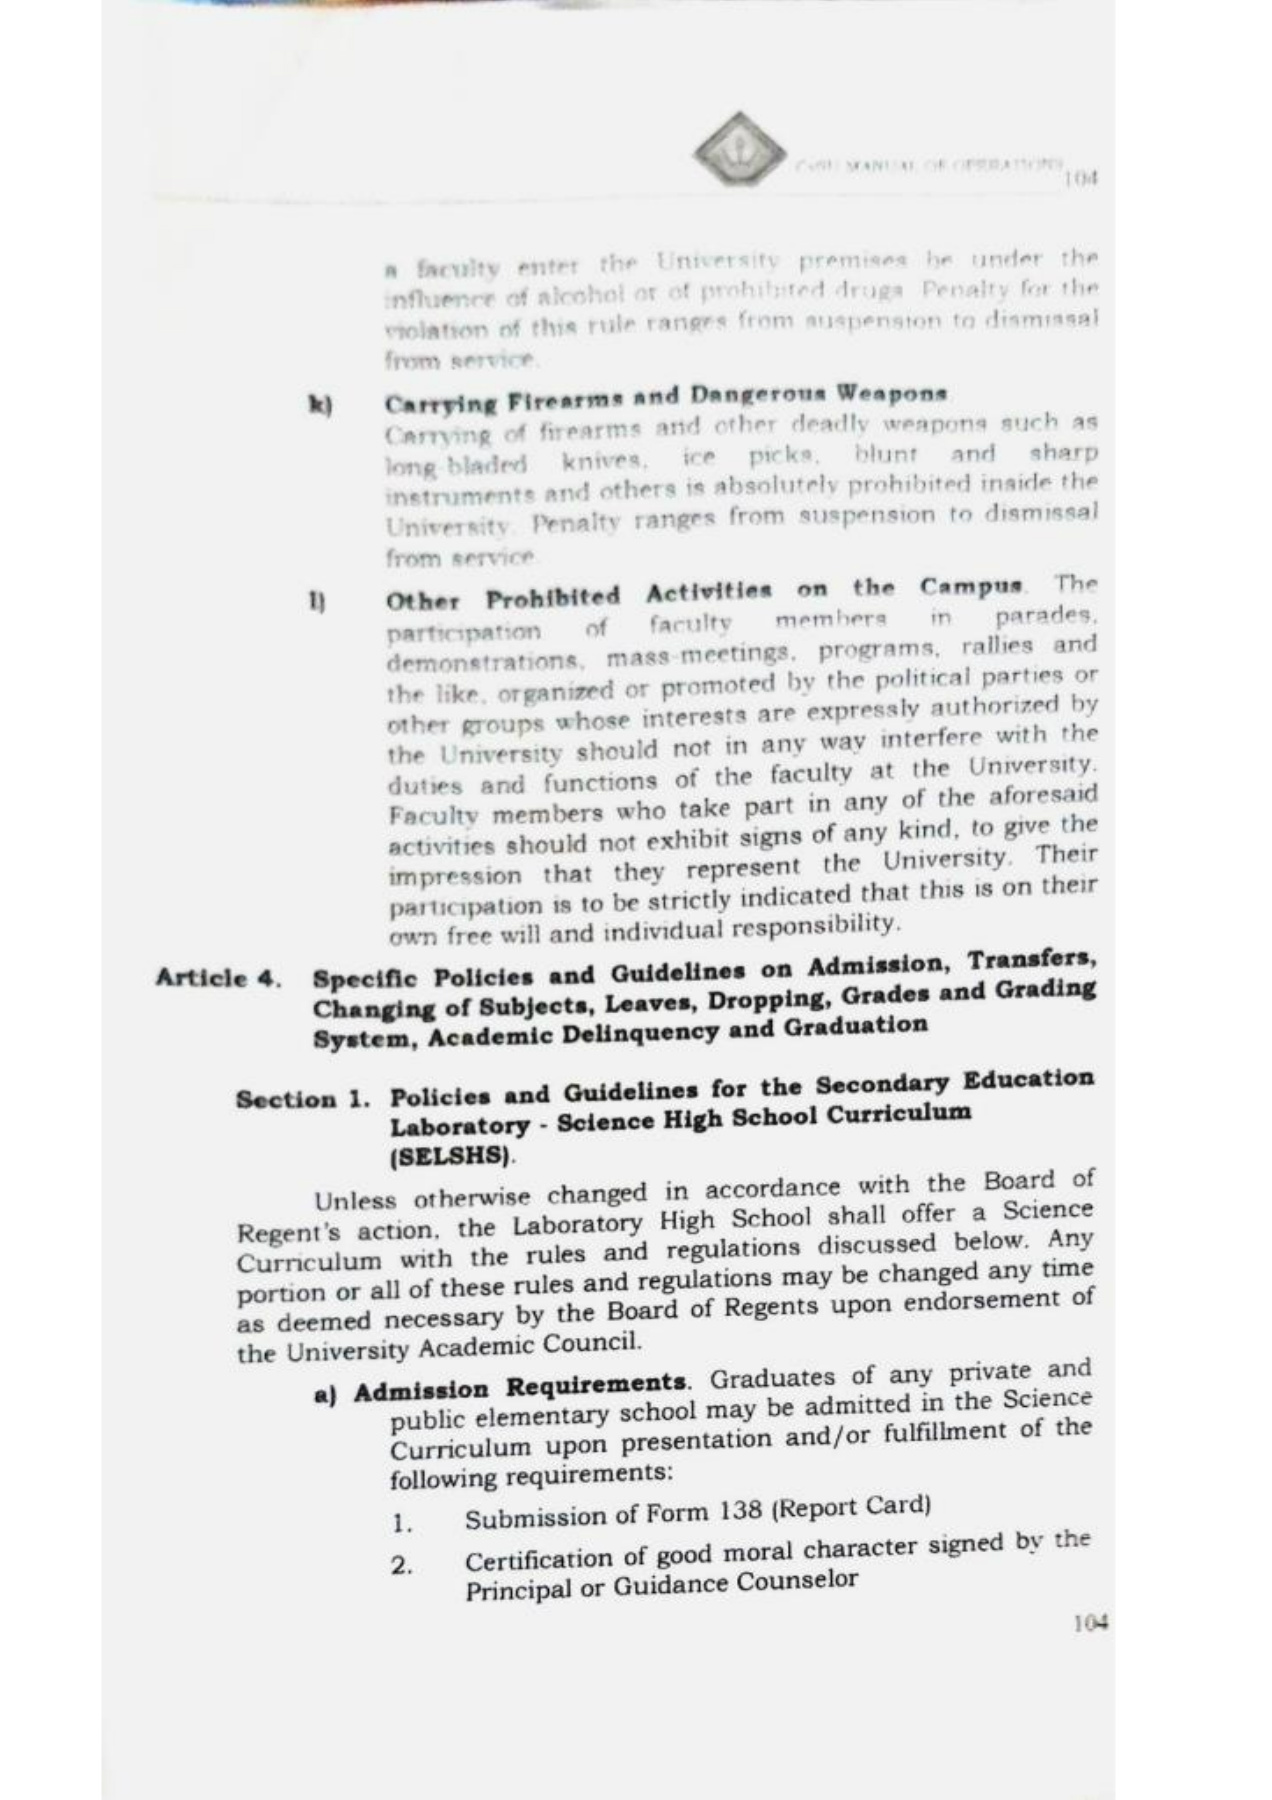 MANUAL OF OPERATIONS
104
a faculty enter the University premises be under the
influence of alcohol or of prohibited drugs. Penalty for the
violation of this rule ranges from suspension to dismissal
from service.
k) Carrying Firearms and Dangerous Weapons
Carrying of firearms and other deadly weapons such as
long bladed knives, ice picks, blunt and sharp
instruments and others is absolutely prohibited inside the
University. Penalty ranges from suspension to dismissal
from service
l) Other Prohibited Activities on the Campus. The
participation of faculty members in parades,
demonstrations, mass-meetings, programs, rallies and
the like, organized or promoted by the political parties or
other groups whose interests are expressly authorized by
the University should not in any way interfere with the
duties and functions of the faculty at the University.
Faculty members who take part in any of the aforesaid
activities should not exhibit signs of any kind, to give the
impression that they represent the University. Their
participation is to be strictly indicated that this is on their
own free will and individual responsibility.
Article 4. Specific Policies and Guidelines on Admission, Transfers,
Changing of Subjects, Leaves, Dropping, Grades and Grading
System, Academic Delinquency and Graduation
Section 1. Policies and Guidelines for the Secondary Education
Laboratory - Science High School Curriculum
(SELSHS).
Unless otherwise changed in accordance with the Board of
Regent's action, the Laboratory High School shall offer a Science
Curriculum with the rules and regulations discussed below. Any
portion or all of these rules and regulations may be changed any time
as deemed necessary by the Board of Regents upon endorsement of
the University Academic Council.
a) Admission Requirements. Graduates of any private and
public elementary school may be admitted in the Science
Curriculum upon presentation and/or fulfillment of the
following requirements:
1. Submission of Form 138 (Report Card)
2. Certification of good moral character signed by the
Principal or Guidance Counselor
104